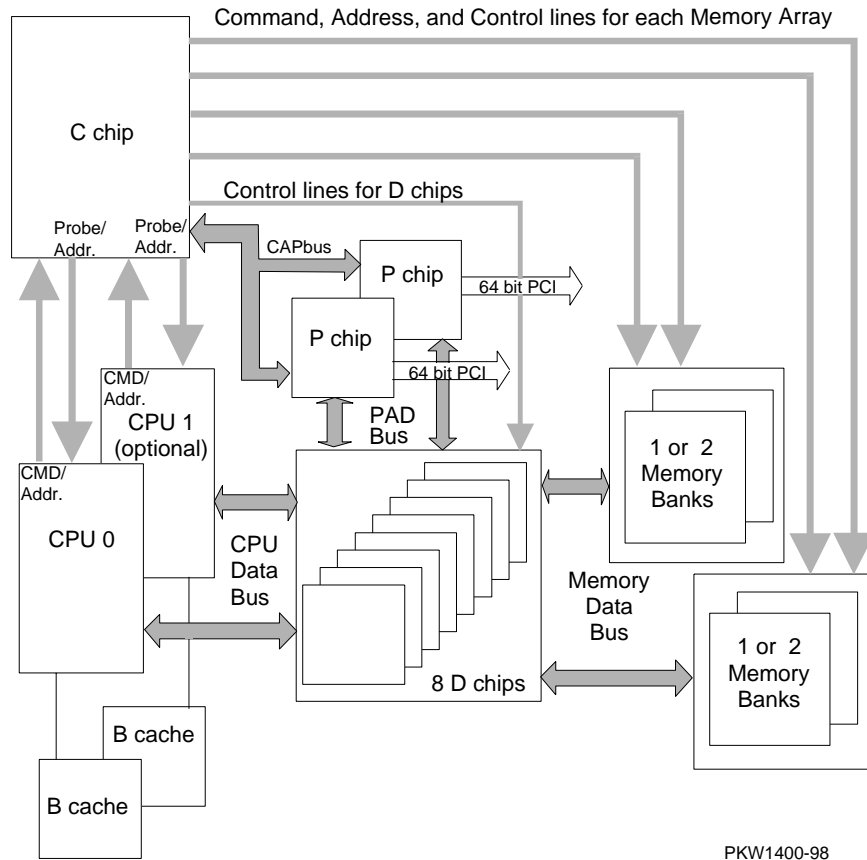 Command, Address, and Control lines for each Memory Array
C chip
Control lines for D chips
Probe/
Addr.
Probe/
Addr.
CAPbus
P chip
64 bit PCI
P chip
64 bit PCI
CMD/
Addr.
CPU 1
(optional)
PAD
Bus
1 or 2
Memory
Banks
CMD/
Addr.
CPU 0
CPU
Data
Bus
Memory
Data
Bus
1 or 2
Memory
Banks
8 D chips
B cache
B cache
PKW1400-98